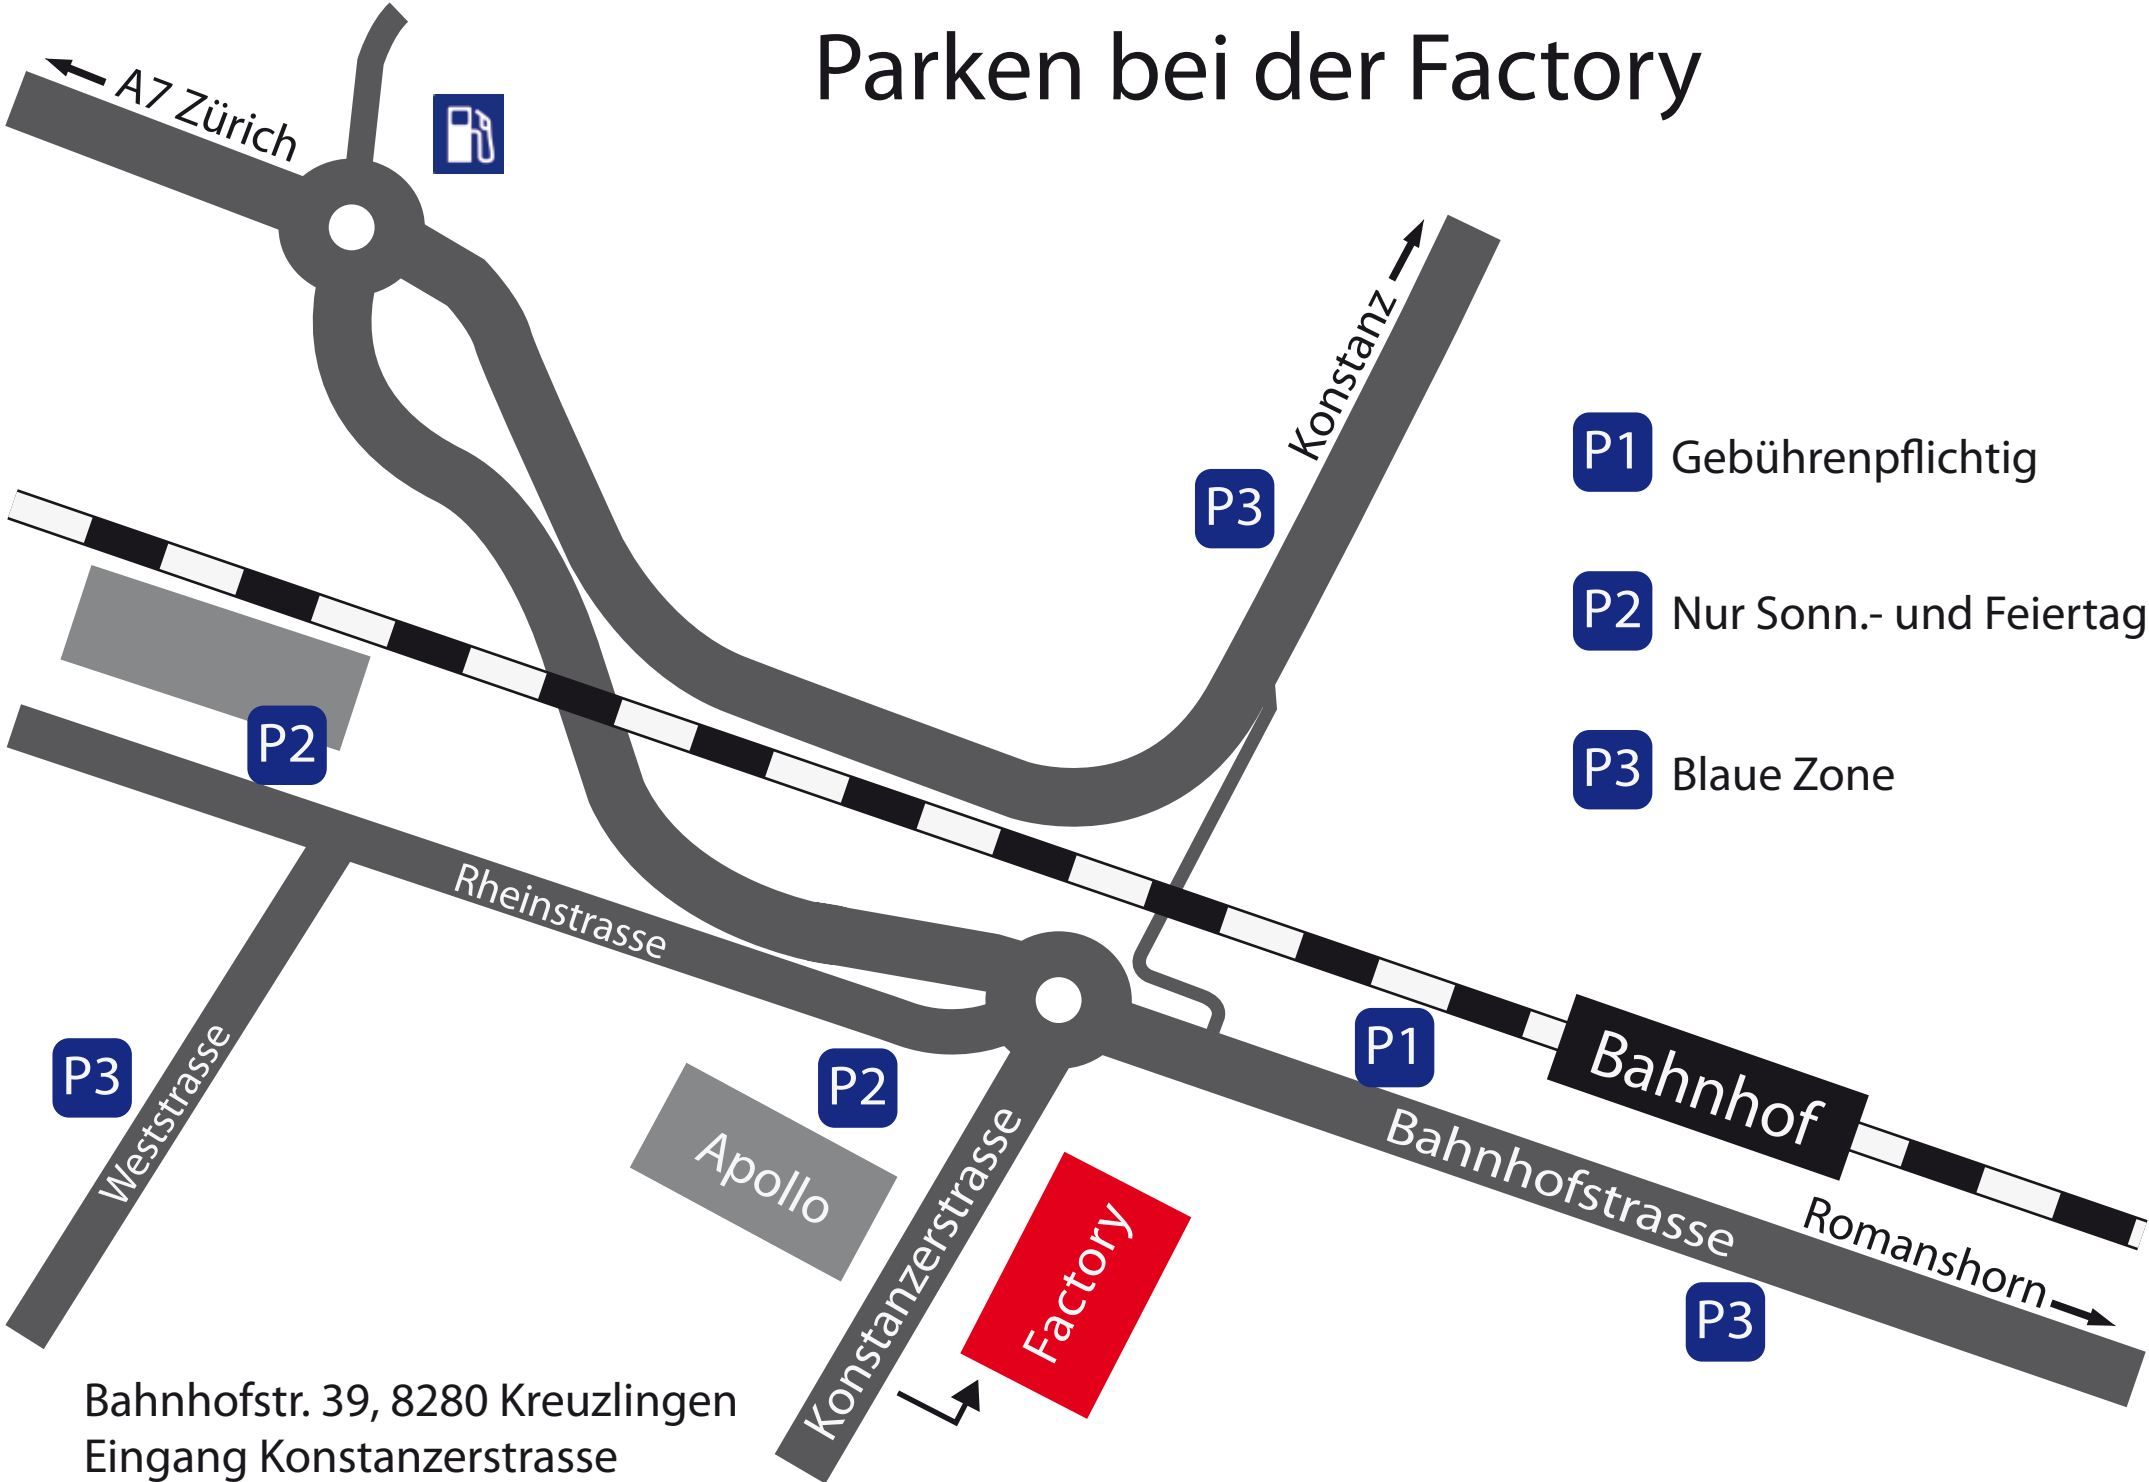 Parken bei der Factory
A7 Zürich
Konstanz
P3
P1 Gebührenpflichtig
P2 Nur Sonn.- und Feiertag
P3 Blaue Zone
P2
Rheinstrasse
P3
Weststrasse
P2
Apollo
Konstanzerstrasse
Factory
P1
Bahnhof
Bahnhofstrasse
Romanshorn
P3
Bahnhofstr. 39, 8280 Kreuzlingen
Eingang Konstanzerstrasse